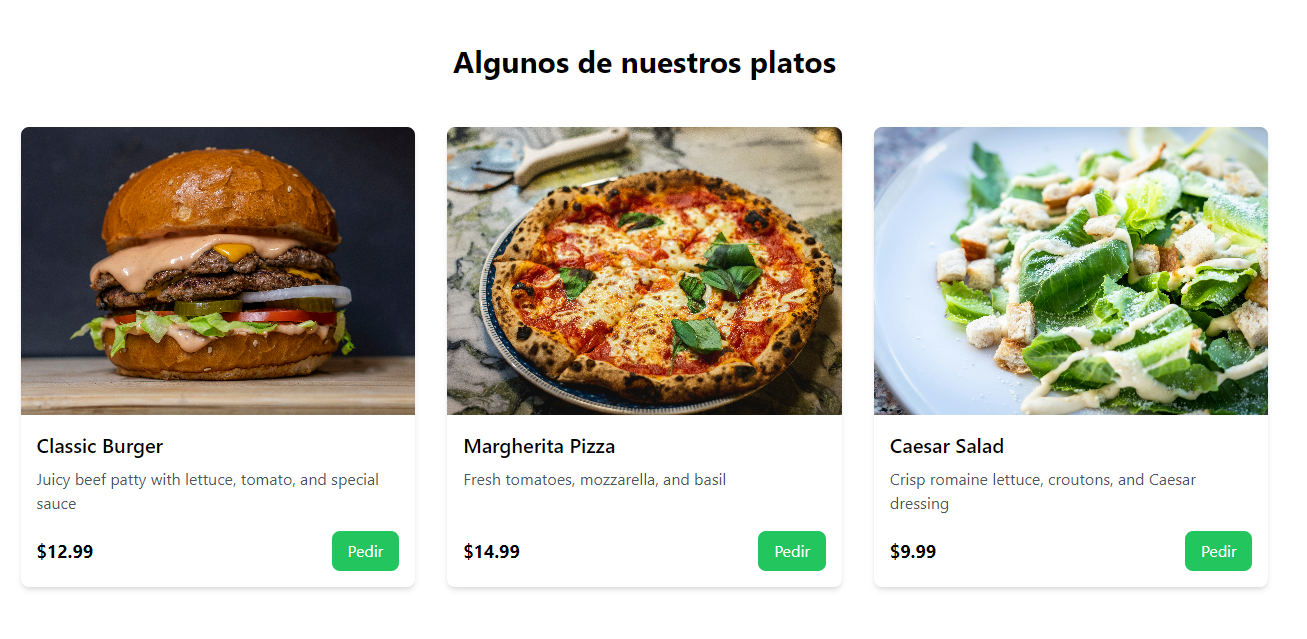 Algunos de nuestros platos
Classic Burger
Juicy beef patty with lettuce, tomato, and special
sauce
$12.99
Pedir
Margherita Pizza
Fresh tomatoes, mozzarella, and basil
$14.99
Pedir
Caesar Salad
Crisp romaine lettuce, croutons, and Caesar
dressing
$9.99
Pedir